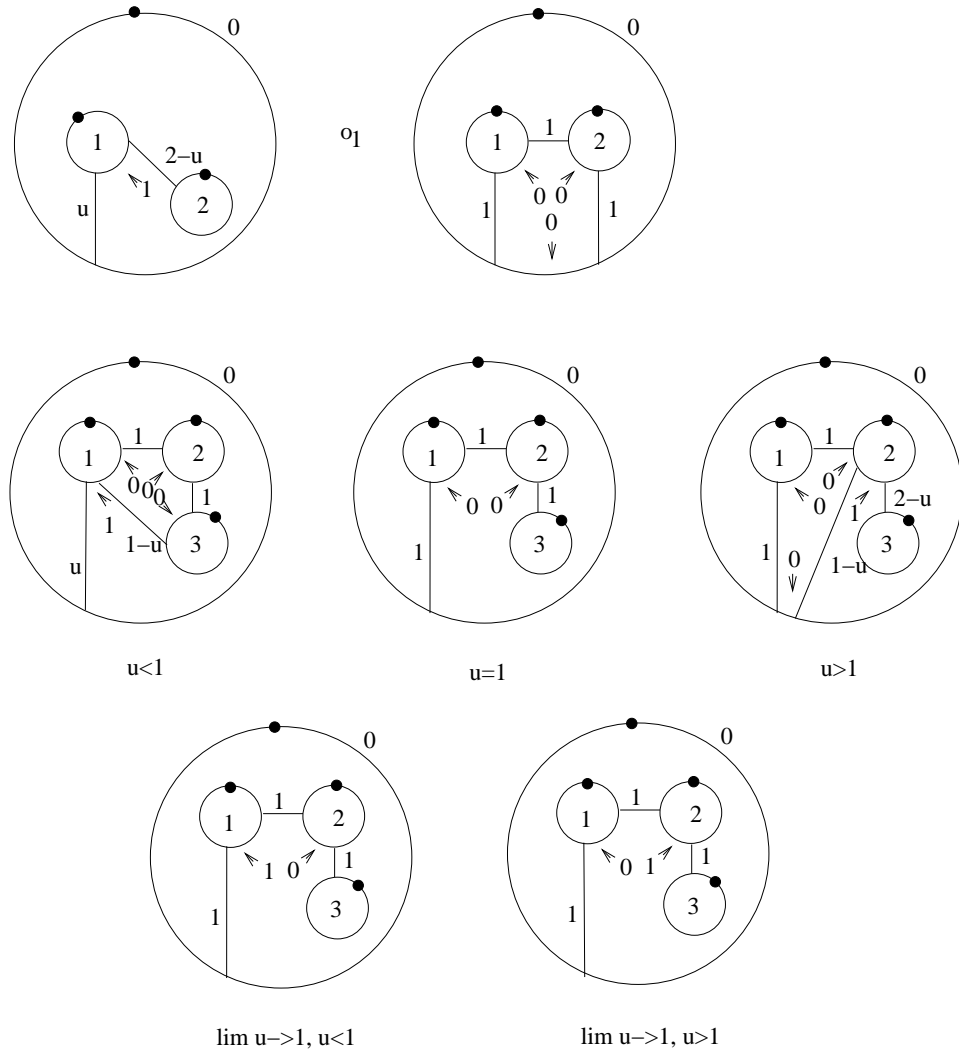 0 0
1 2−u 1 2 o1 1 1 2
u 0 0 0 1 1
0 0 0
1 1 2 1 1 2 1 1 2
0 0 0 1 0 0 1 0 0 1 2−u
1 1−u 3 3 1−u 3
u 1 1 0
u<1 u=1 u>1
0 0
1 1 2 1 1 2
1 0 1 0 1 1
1 3 1 3
lim u−>1, u<1 lim u−>1, u>1